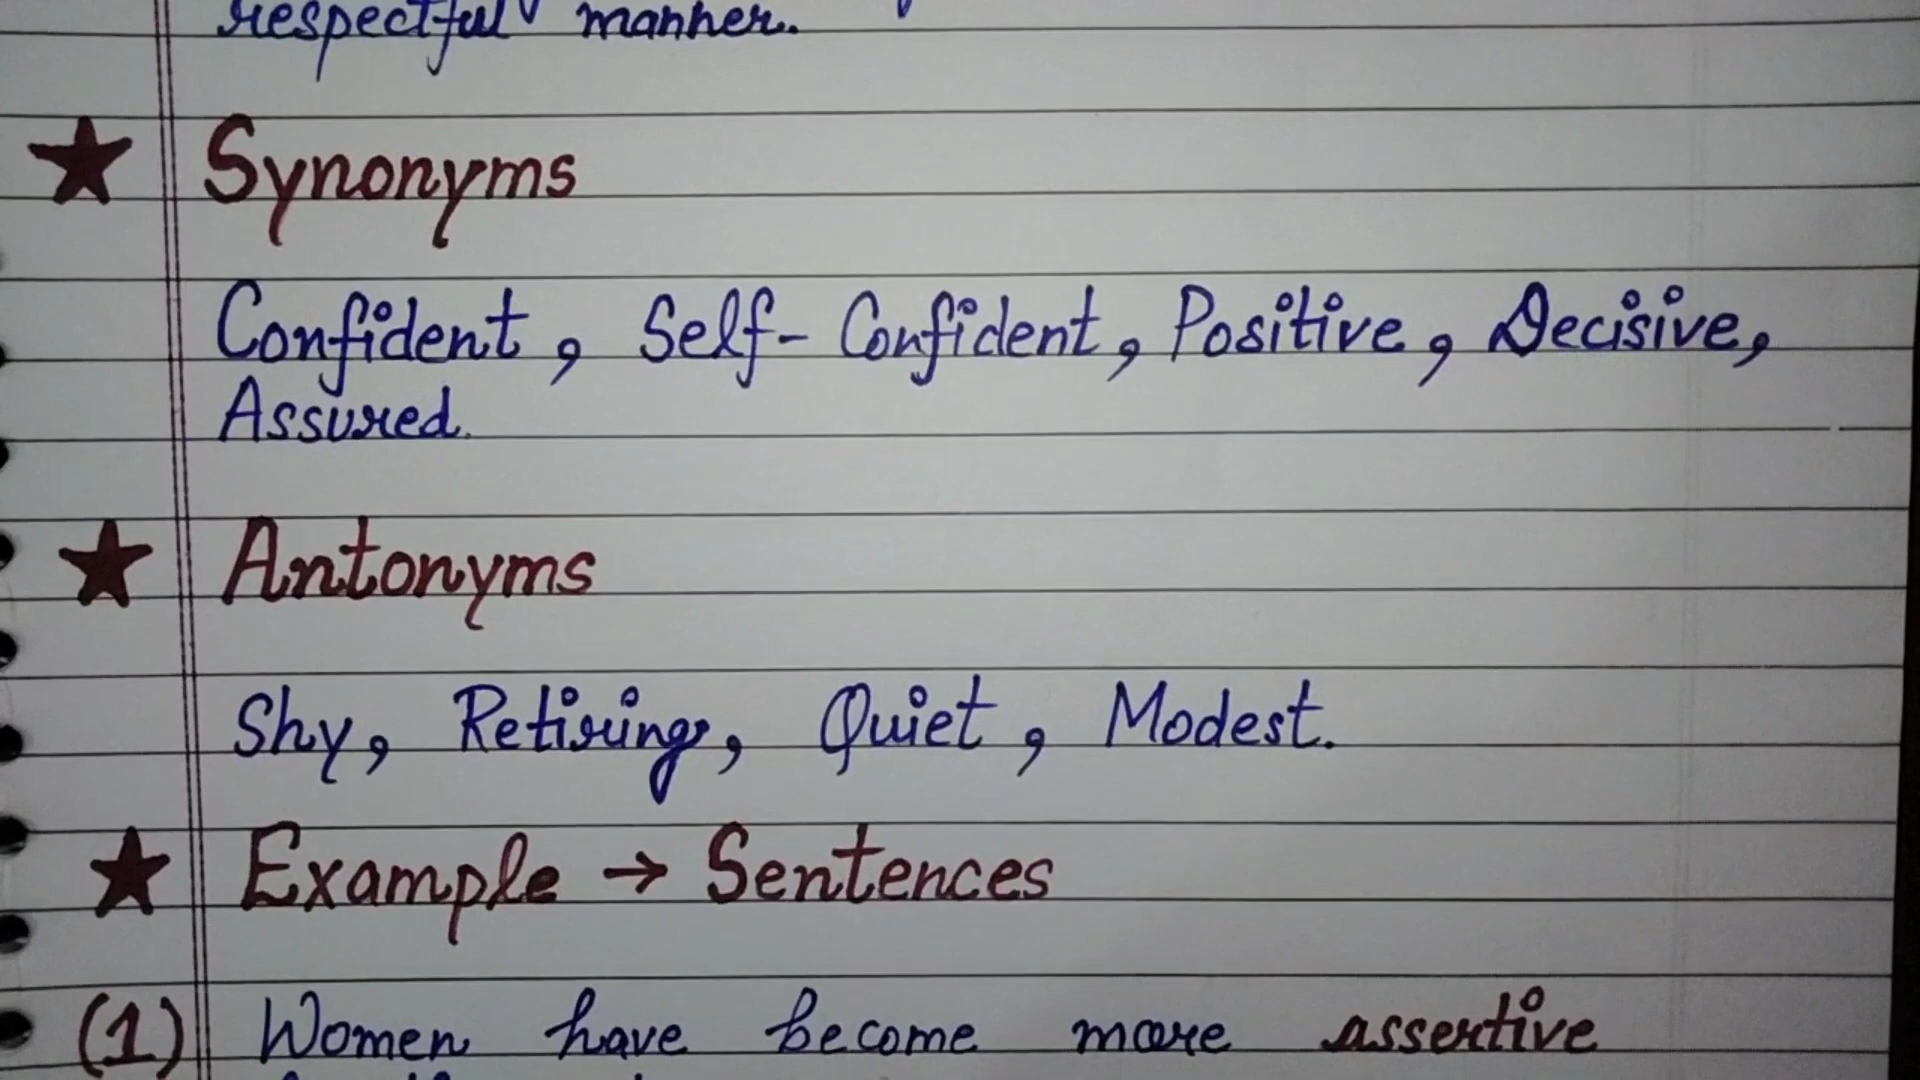 respectful manner.
★ Synonyms
Confident, Self-Confident, Positive, Decisive,
Assured.
★ Antonyms
Shy, Retiring, Quiet, Modest.
★ Example → Sentences
(1) Women have become more assertive